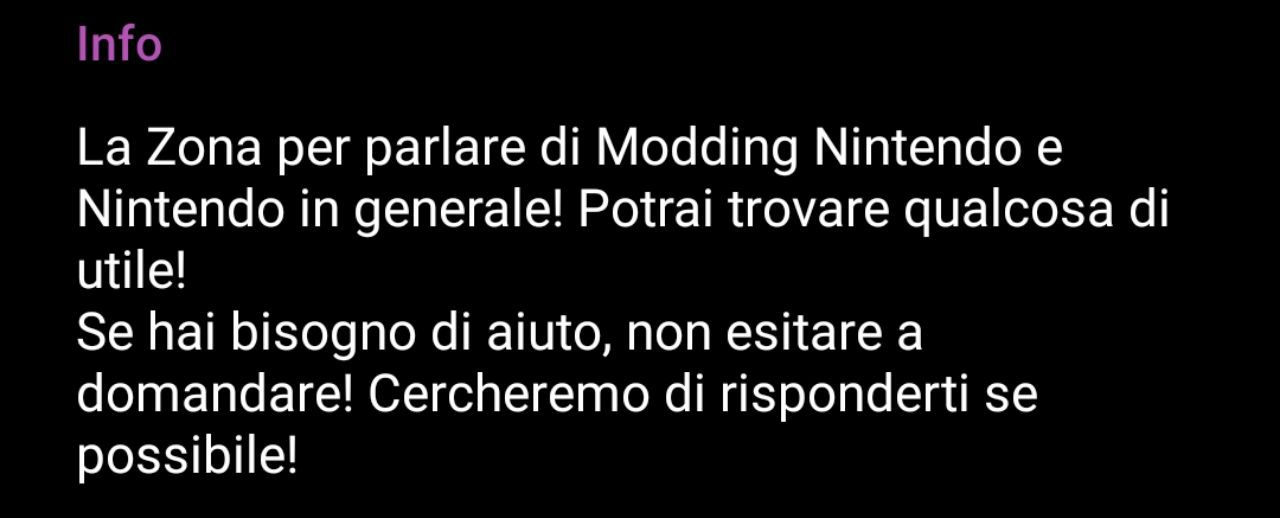 Info
La Zona per parlare di Modding Nintendo e
Nintendo in generale! Potrai trovare qualcosa di
utile!
Se hai bisogno di aiuto, non esitare a
domandare! Cercheremo di risponderti se
possibile!